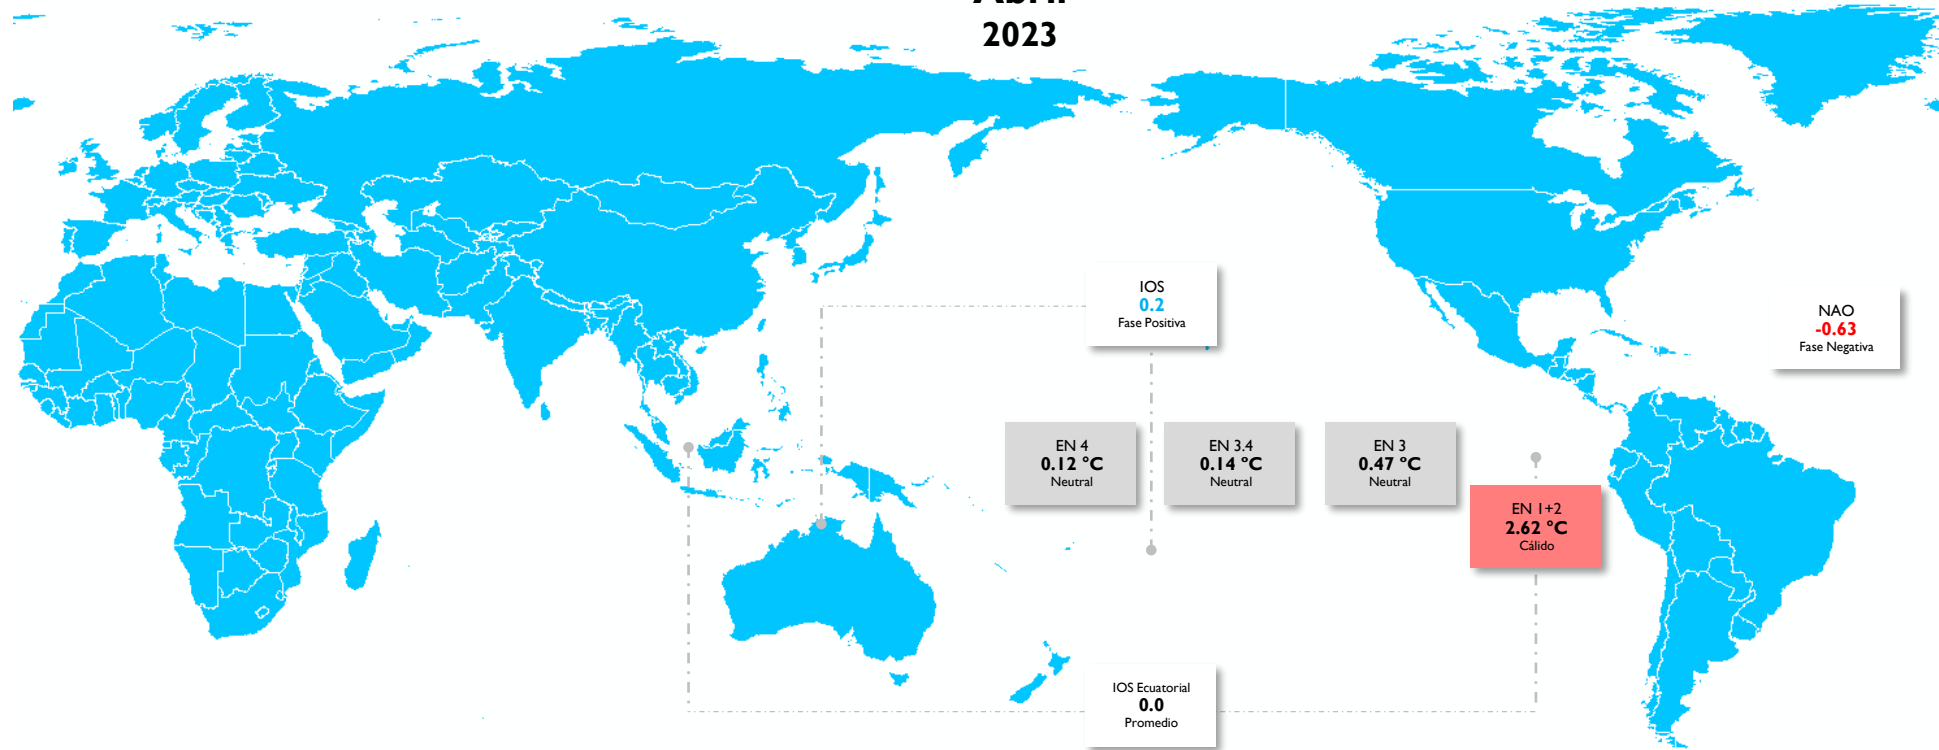 Abril
2023
IOS
0.2
Fase Positiva
NAO
-0.63
Fase Negativa
EN 4
0.12 °C
Neutral
EN 3.4
0.14 °C
Neutral
EN 3
0.47 °C
Neutral
EN 1+2
2.62 °C
Cálido
IOS Ecuatorial
0.0
Promedio